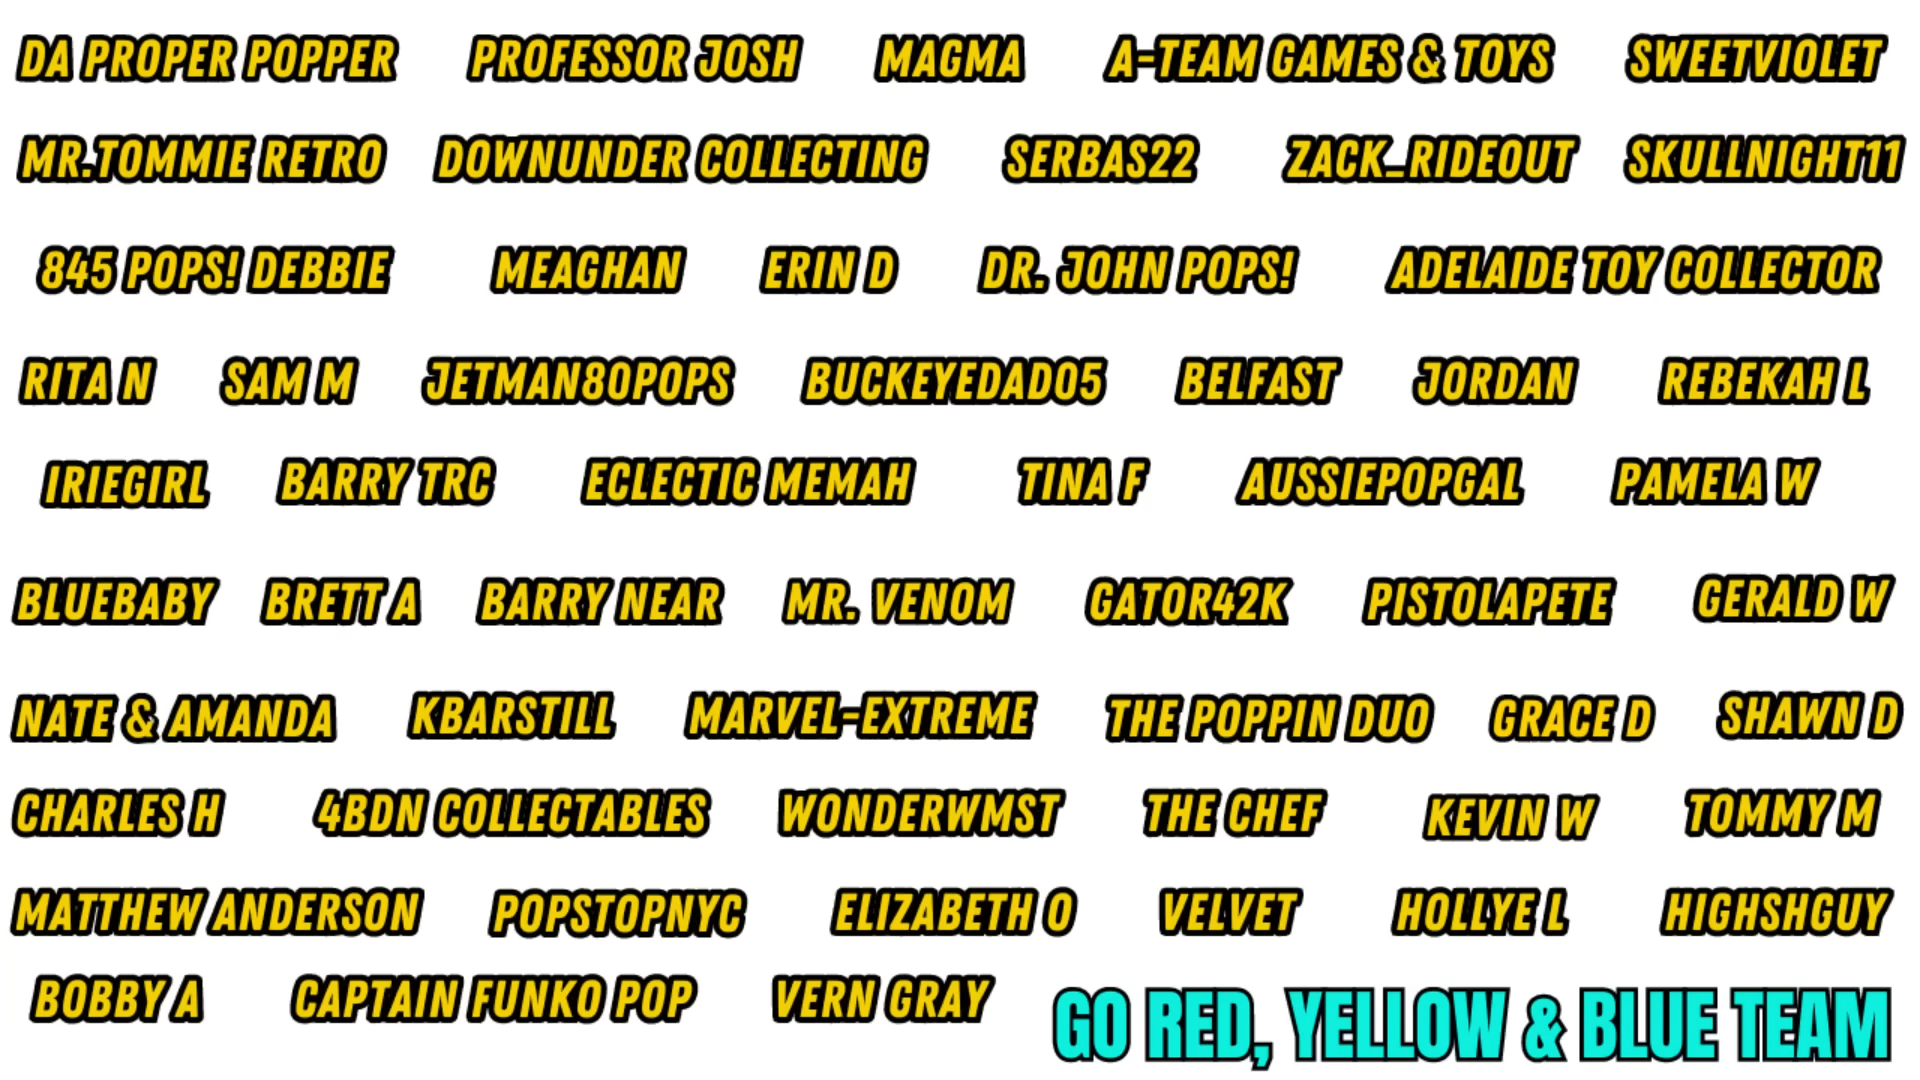 DA PROPER POPPER PROFESSOR JOSH MAGMA A-TEAM GAMES & TOYS SWEETVIOLET
MR.TOMMIE RETRO DOWNUNDER COLLECTING SERBAS22 ZACK_RIDEOUT SKULLNIGHT11
845 POPS! DEBBIE MEAGHAN ERIN D DR. JOHN POPS! ADELAIDE TOY COLLECTOR
RITA N SAM M JETMAN80POPS BUCKEYEDAD05 BELFAST JORDAN REBEKAH L
IRIEGIRL BARRY TRC ECLECTIC MEMAH TINA F AUSSIEPOPGAL PAMELA W
BLUEBABY BRETT A BARRY NEAR MR. VENOM GATOR42K PISTOLAPETE GERALD W
NATE & AMANDA KBARSTILL MARVEL-EXTREME THE POPPIN DUO GRACE D SHAWN D
CHARLES H 4BDN COLLECTABLES WONDERWMST THE CHEF KEVIN W TOMMY M
MATTHEW ANDERSON POPSTOPNYC ELIZABETH O VELVET HOLLYE L HIGHSHGUY
BOBBY A CAPTAIN FUNKO POP VERN GRAY GO RED, YELLOW & BLUE TEAM